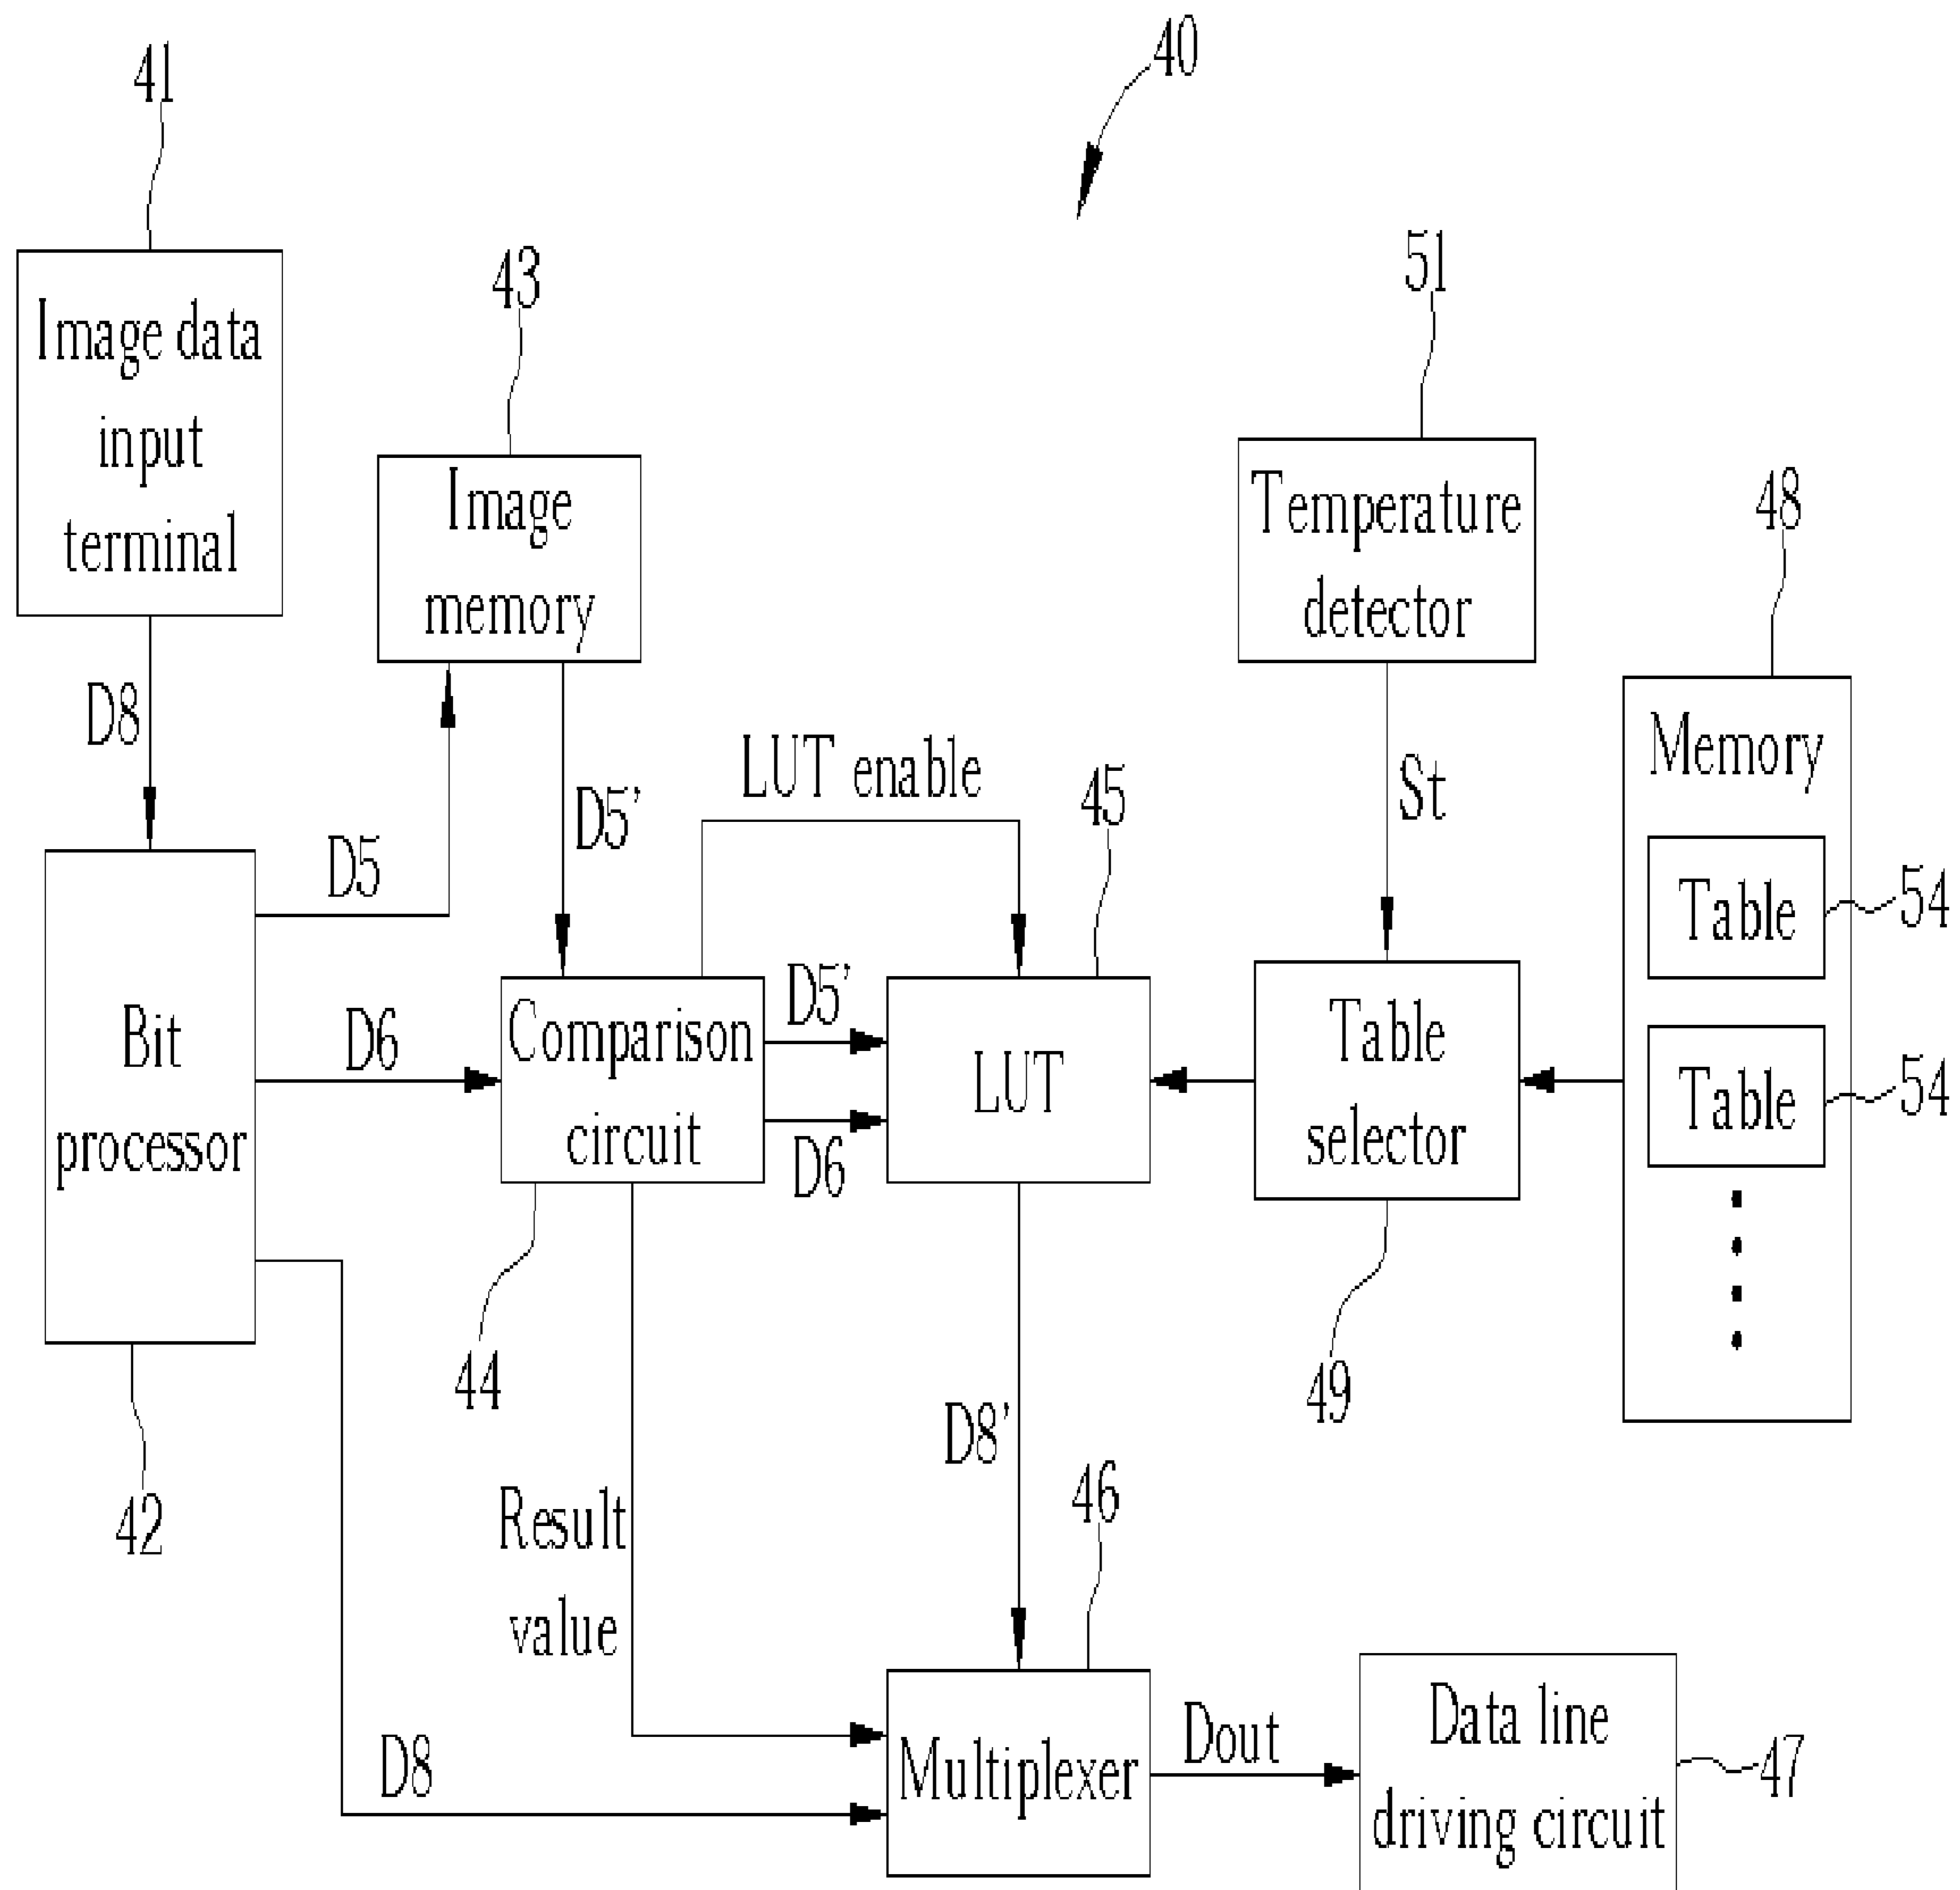 40
41
43
51
Image data
input
terminal
Image
memory
Temperature
detector
48
D8
D5'
LUT enable
45
St
Memory
D5
Table
54
Bit
processor
D6
Comparison
circuit
D5'
D6
LUT
Table
selector
Table
54
44
49
42
D8'
Result
value
46
D8
Multiplexer
Dout
Data line
driving circuit
47